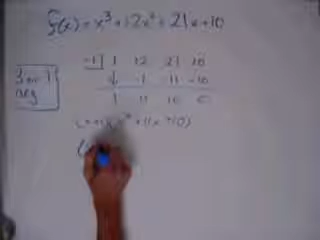 f(x)=x³+12x²+21x+10
-1| 1 12 21 10
3 or 1
neg
↓ -1 -11 -10
1 11 10 0
(x+1)(x²+11x+10)
(x